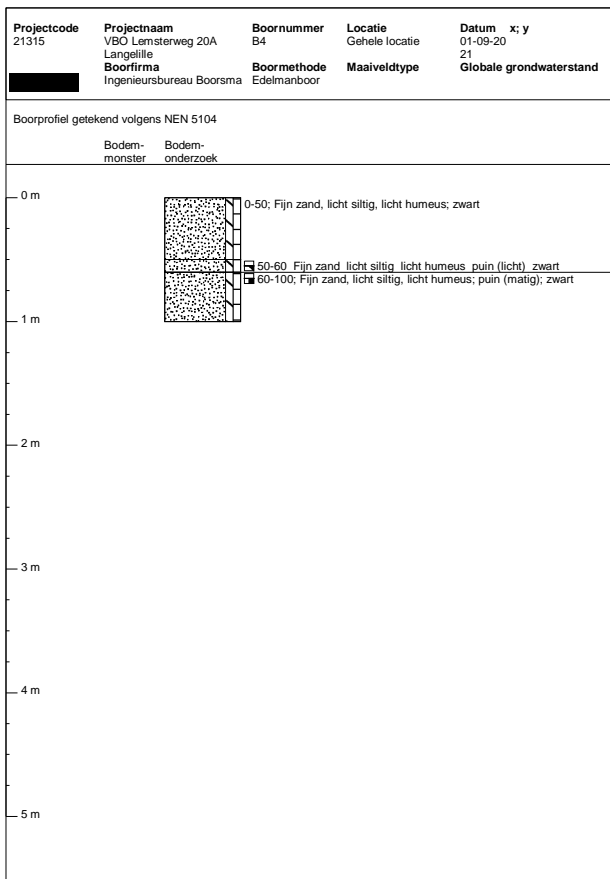 Projectcode Projectnaam Boornummer Locatie Datum x; y
21315 VBO Lemsterweg 20A B4 Gehele locatie 01-09-20
Langelille 21
Boorfirma Boormethode Maaiveldtype Globale grondwaterstand
Ingenieursbureau Boorsma Edelmanboor
Boorprofiel getekend volgens NEN 5104
Bodem- Bodem-
monster onderzoek
0 m
0-50; Fijn zand, licht siltig, licht humeus; zwart
50-60 Fijn zand licht siltig licht humeus puin (licht) zwart
60-100; Fijn zand, licht siltig, licht humeus; puin (matig); zwart
1 m
2 m
3 m
4 m
5 m